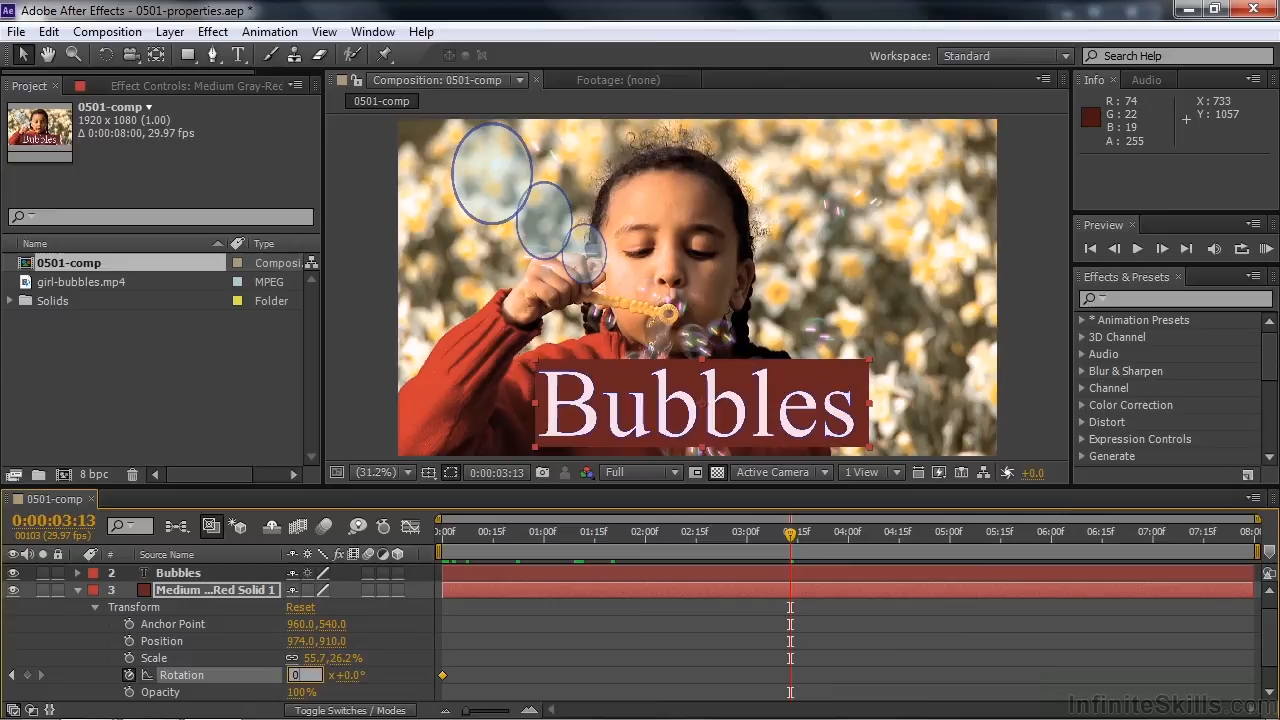 Adobe After Effects - 0501-properties.aep *
File Edit Composition Layer Effect Animation View Window Help
Workspace: Standard Search Help
Project Effect Controls: Medium Gray-Rec
0501-comp
1920 x 1080 (1.00)
Δ 0:00:08:00, 29.97 fps
Bubbles
Name Type
0501-comp Composi...
girl-bubbles.mp4 MPEG
Solids Folder
8 bpc
Composition: 0501-comp Footage: (none)
0501-comp
Bubbles
(31.2%) 0:00:03:13 Full Active Camera 1 View +0.0
Info Audio
R : 74 X : 733
G : 22 Y : 1057
B : 19
A : 255
Preview
Effects & Presets
* Animation Presets
3D Channel
Audio
Blur & Sharpen
Channel
Color Correction
Distort
Expression Controls
Generate
0501-comp
0:00:03:13
00103 (29.97 fps)
):00f 00:15f 01:00f 01:15f 02:00f 02:15f 03:00f 15f 04:00f 04:15f 05:00f 05:15f 06:00f 06:15f 07:00f 07:15f 08:0
# Source Name
2 T Bubbles
3 Medium ...Red Solid 1
Transform Reset
Anchor Point 960.0,540.0
Position 974.0,910.0
Scale 55.7,26.2%
Rotation 0 x+0.0°
Opacity 100%
Toggle Switches / Modes
InfiniteSkills.com